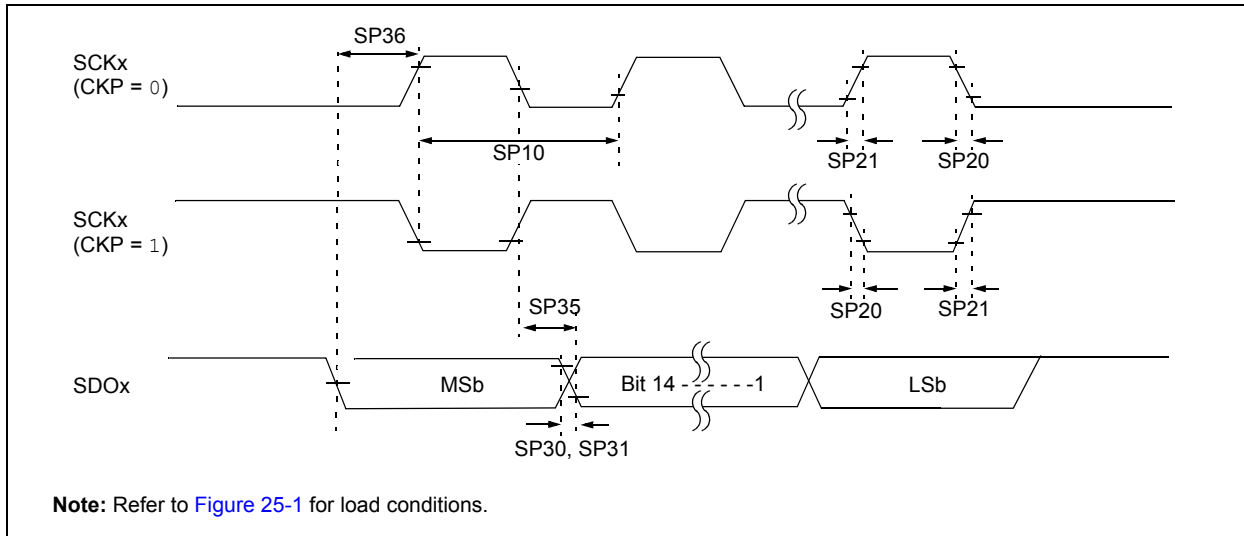 SP36
SCKx
(CKP = 0)
SP10
SP21
SP20
SCKx
(CKP = 1)
SP35
SP20
SP21
SDOx
MSb
Bit 14 - - - - - -1
LSb
SP30, SP31
Note: Refer to Figure 25-1 for load conditions.